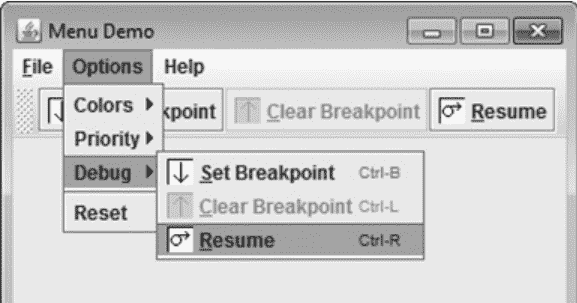 Menu Demo
File Options Help
Colors
kpoint Clear Breakpoint Resume
Priority
Debug
Set Breakpoint Ctrl-B
Clear Breakpoint Ctrl-L
Reset
Resume Ctrl-R